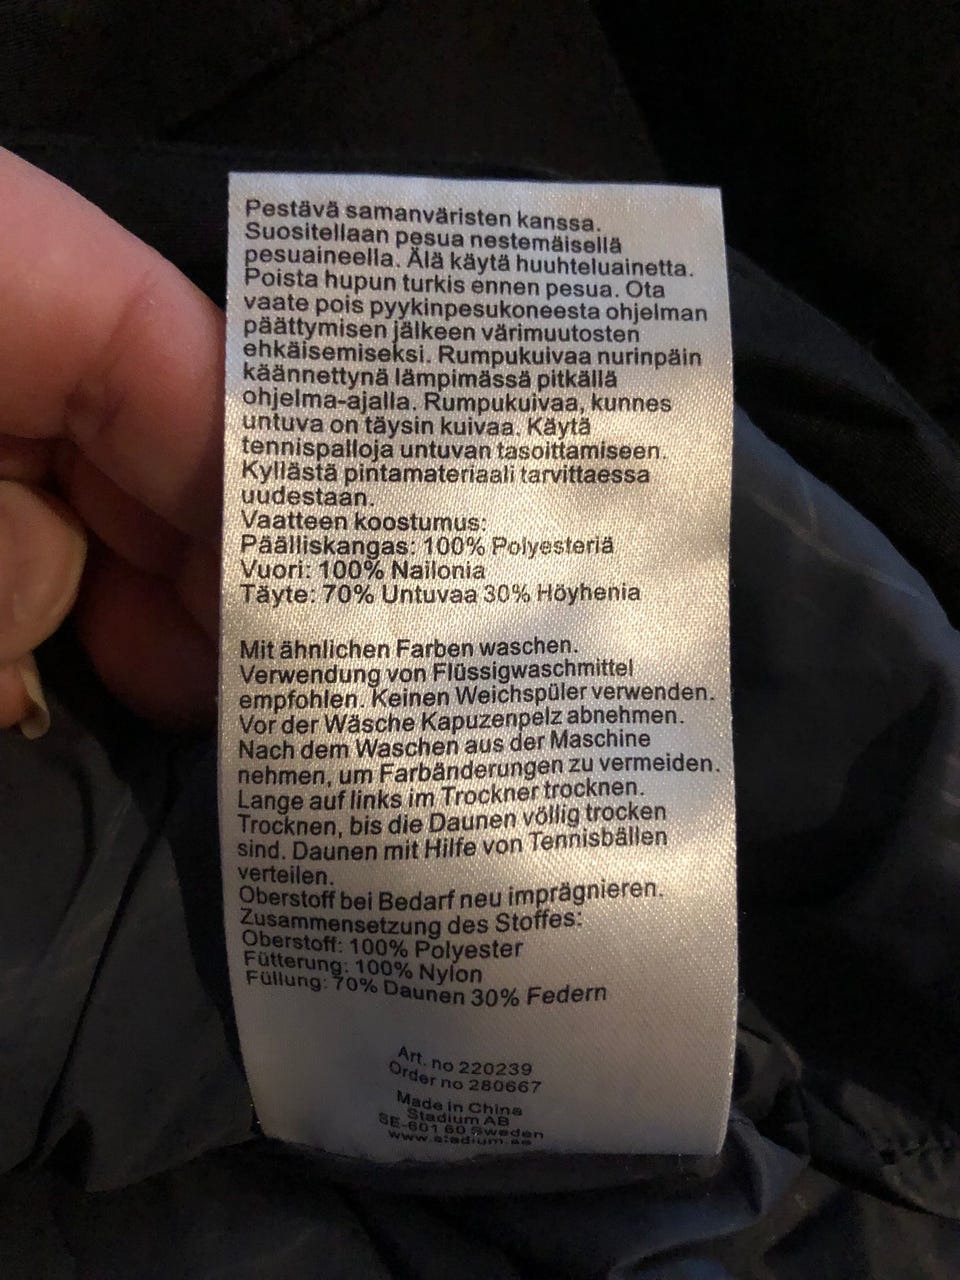 Pestävä samanväristen kanssa.
Suositellaan pesua nestemäisellä
pesuaineella. Älä käytä huuhteluainetta.
Poista hupun turkis ennen pesua. Ota
vaate pois pyykinpesukoneesta ohjelman
päättymisen jälkeen värimuutosten
ehkäisemiseksi. Rumpukuivaa nurinpäin
käännettynä lämpimässä pitkällä
ohjelma-ajalla. Rumpukuivaa, kunnes
untuva on täysin kuivaa. Käytä
tennispalloja untuvan tasoittamiseen.
Kyllästä pintamateriaali tarvittaessa
uudestaan.
Vaatteen koostumus:
Päälliskangas: 100% Polyesteriä
Vuori: 100% Nailonia
Täyte: 70% Untuvaa 30% Höyhenia
Mit ähnlichen Farben waschen.
Verwendung von Flüssigwaschmittel
empfohlen. Keinen Weichspüler verwenden.
Vor der Wäsche Kapuzenpelz abnehmen.
Nach dem Waschen aus der Maschine
nehmen, um Farbänderungen zu vermeiden.
Lange auf links im Trockner trocknen.
Trocknen, bis die Daunen völlig trocken
sind. Daunen mit Hilfe von Tennisbällen
verteilen.
Oberstoff bei Bedarf neu imprägnieren.
Zusammensetzung des Stoffes:
Oberstoff: 100% Polyester
Fütterung: 100% Nylon
Füllung: 70% Daunen 30% Federn
Art. no 220239
Order no 280667
Made in China
Stadium AB
SE-601 60 Sweden
www.stadium.se